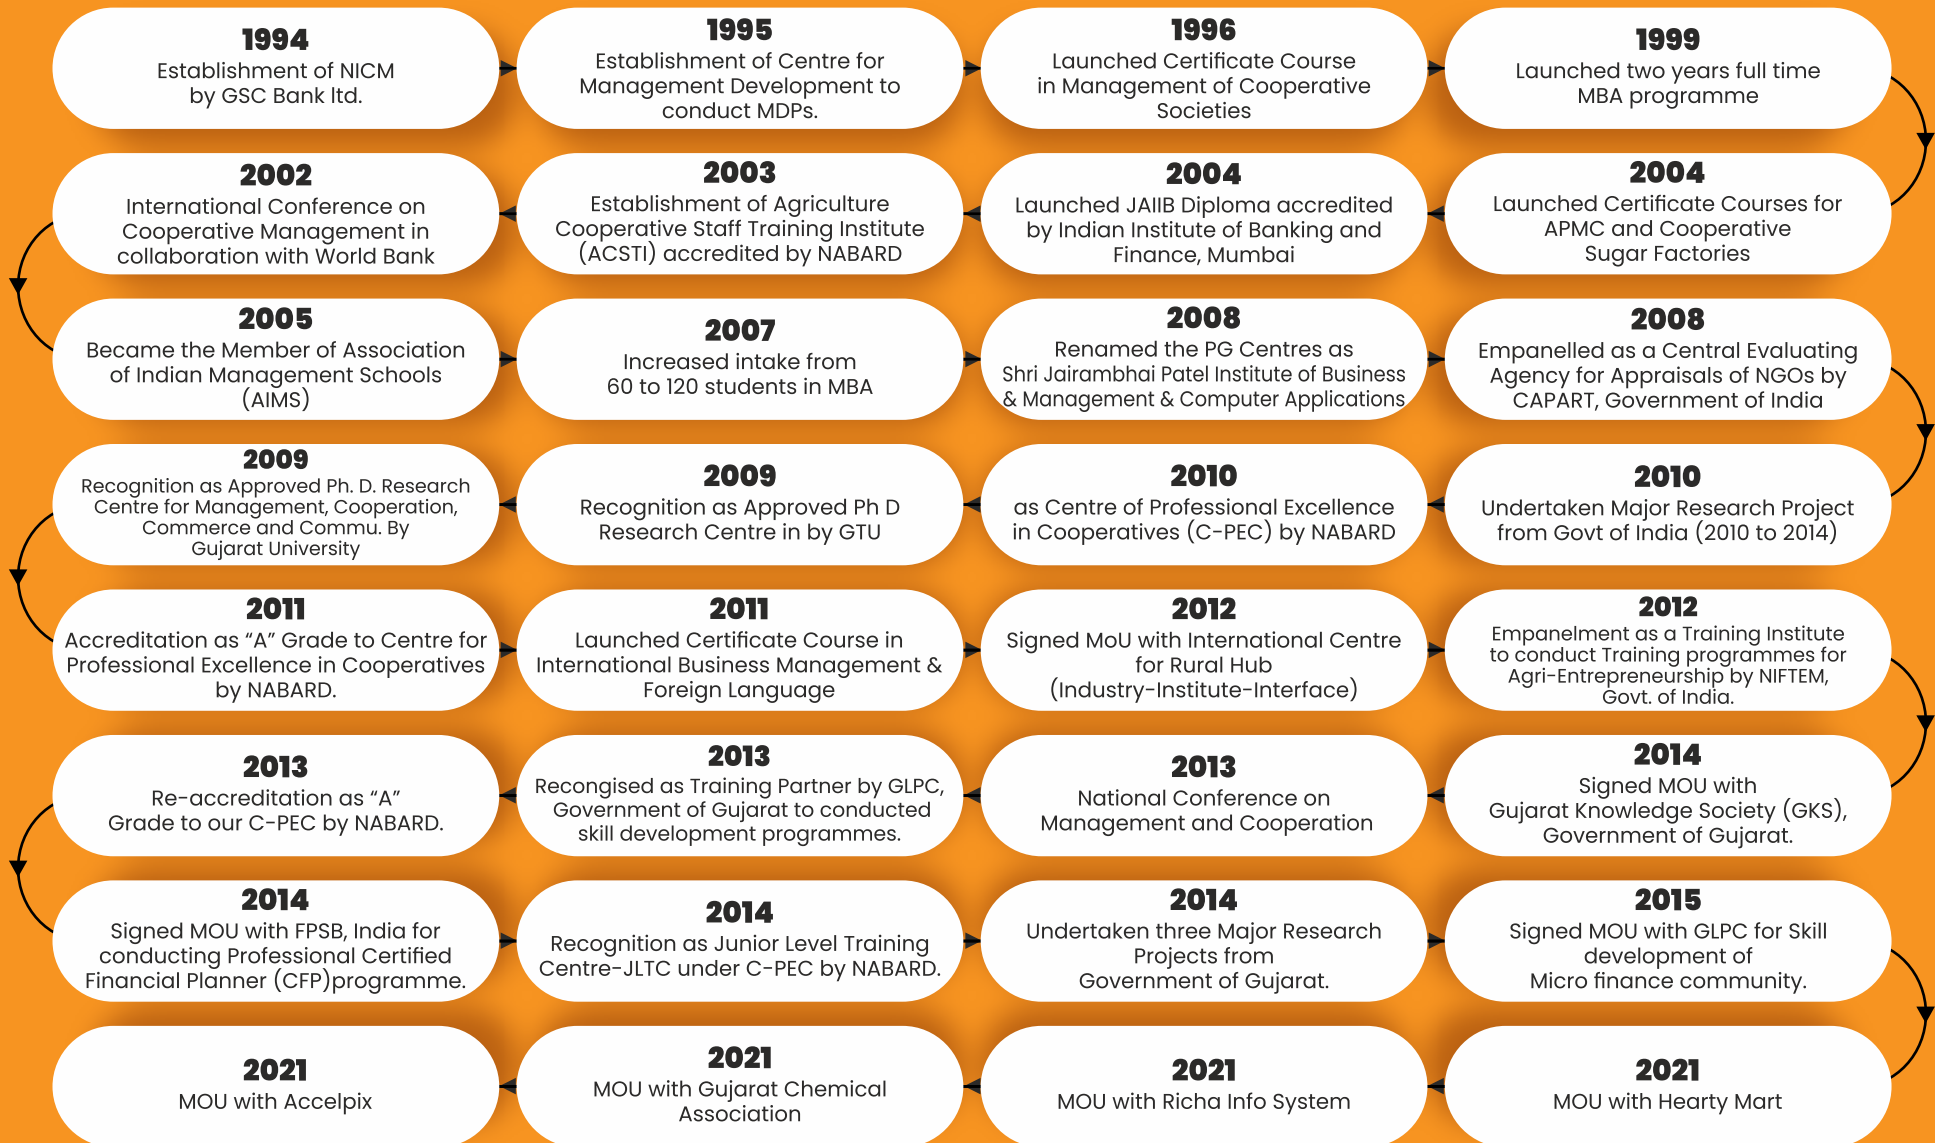 1994
Establishment of NICM
by GSC Bank ltd.
1995
Establishment of Centre for
Management Development to
conduct MDPs.
1996
Launched Certificate Course
in Management of Cooperative
Societies
1999
Launched two years full time
MBA programme
2002
International Conference on
Cooperative Management in
collaboration with World Bank
2003
Establishment of Agriculture
Cooperative Staff Training Institute
(ACSTI) accredited by NABARD
2004
Launched JAIIB Diploma accredited
by Indian Institute of Banking and
Finance, Mumbai
2004
Launched Certificate Courses for
APMC and Cooperative
Sugar Factories
2005
Became the Member of Association
of Indian Management Schools
(AIMS)
2007
Increased intake from
60 to 120 students in MBA
2008
Renamed the PG Centres as
Shri Jairambhai Patel Institute of Business
& Management & Computer Applications
2008
Empanelled as a Central Evaluating
Agency for Appraisals of NGOs by
CAPART, Government of India
2009
Recognition as Approved Ph. D. Research
Centre for Management, Cooperation,
Commerce and Commu. By
Gujarat University
2009
Recognition as Approved Ph D
Research Centre in by GTU
2010
as Centre of Professional Excellence
in Cooperatives (C-PEC) by NABARD
2010
Undertaken Major Research Project
from Govt of India (2010 to 2014)
2011
Accreditation as “A” Grade to Centre for
Professional Excellence in Cooperatives
by NABARD.
2011
Launched Certificate Course in
International Business Management &
Foreign Language
2012
Signed MoU with International Centre
for Rural Hub
(Industry-Institute-Interface)
2012
Empanelment as a Training Institute
to conduct Training programmes for
Agri-Entrepreneurship by NIFTEM,
Govt. of India.
2013
Re-accreditation as “A”
Grade to our C-PEC by NABARD.
2013
Recongised as Training Partner by GLPC,
Government of Gujarat to conducted
skill development programmes.
2013
National Conference on
Management and Cooperation
2014
Signed MOU with
Gujarat Knowledge Society (GKS),
Government of Gujarat.
2014
Signed MOU with FPSB, India for
conducting Professional Certified
Financial Planner (CFP)programme.
2014
Recognition as Junior Level Training
Centre-JLTC under C-PEC by NABARD.
2014
Undertaken three Major Research
Projects from
Government of Gujarat.
2015
Signed MOU with GLPC for Skill
development of
Micro finance community.
2021
MOU with Accelpix
2021
MOU with Gujarat Chemical
Association
2021
MOU with Richa Info System
2021
MOU with Hearty Mart